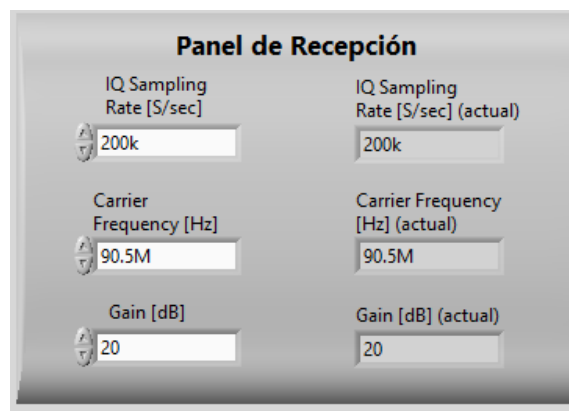 Panel de Recepción
IQ Sampling
Rate [S/sec]
200k
IQ Sampling
Rate [S/sec] (actual)
200k
Carrier
Frequency [Hz]
90.5M
Carrier Frequency
[Hz] (actual)
90.5M
Gain [dB]
20
Gain [dB] (actual)
20